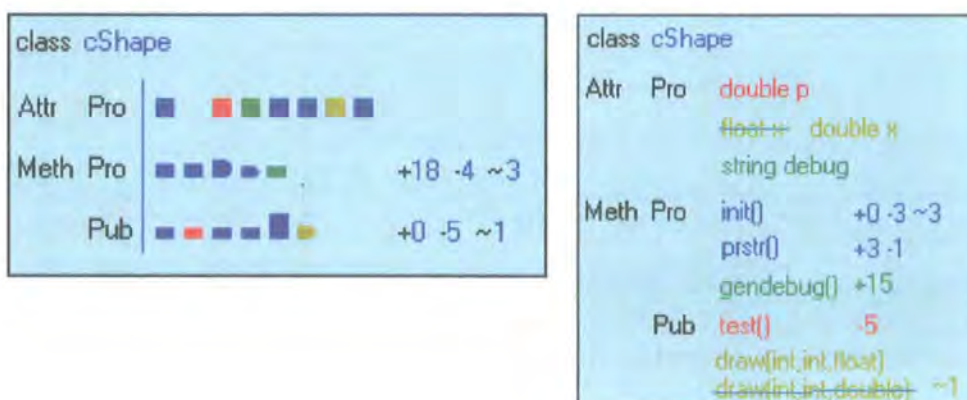 class cShape
Attr Pro
Meth Pro +18 -4 ~3
Pub +0 -5 ~1
class cShape
Attr Pro double p
float x double x
string debug
Meth Pro init() +0 -3 ~3
prstr() +3 -1
gendebug() +15
Pub test() -5
draw(int,int,float)
draw(int,int,double) ~1